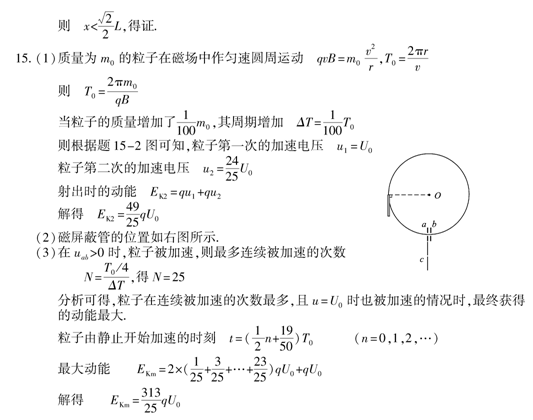 则 x<√2/2 L,得证.
15. (1)质量为 m₀ 的粒子在磁场中作匀速圆周运动 qvB=m₀ v²/r, T₀=2πr/v
则 T₀=2πm₀/qB
当粒子的质量增加了 1/100 m₀,其周期增加 ΔT=1/100 T₀
则根据题 15-2 图可知,粒子第一次的加速电压 u₁=U₀
粒子第二次的加速电压 u₂=24/25 U₀
射出时的动能 E_K2=qu₁+qu₂
解得 E_K2=49/25 qU₀
(2)磁屏蔽管的位置如右图所示.
(3)在 u_ab>0 时,粒子被加速,则最多连续被加速的次数
N=(T₀/4)/ΔT,得 N=25
分析可得,粒子在连续被加速的次数最多,且 u=U₀ 时也被加速的情况时,最终获得
的动能最大.
粒子由静止开始加速的时刻 t=(1/2 n+19/50)T₀ (n=0,1,2,⋯)
最大动能 E_Km=2×(1/25+3/25+⋯+23/25)qU₀+qU₀
解得 E_Km=313/25 qU₀
O
a b
c